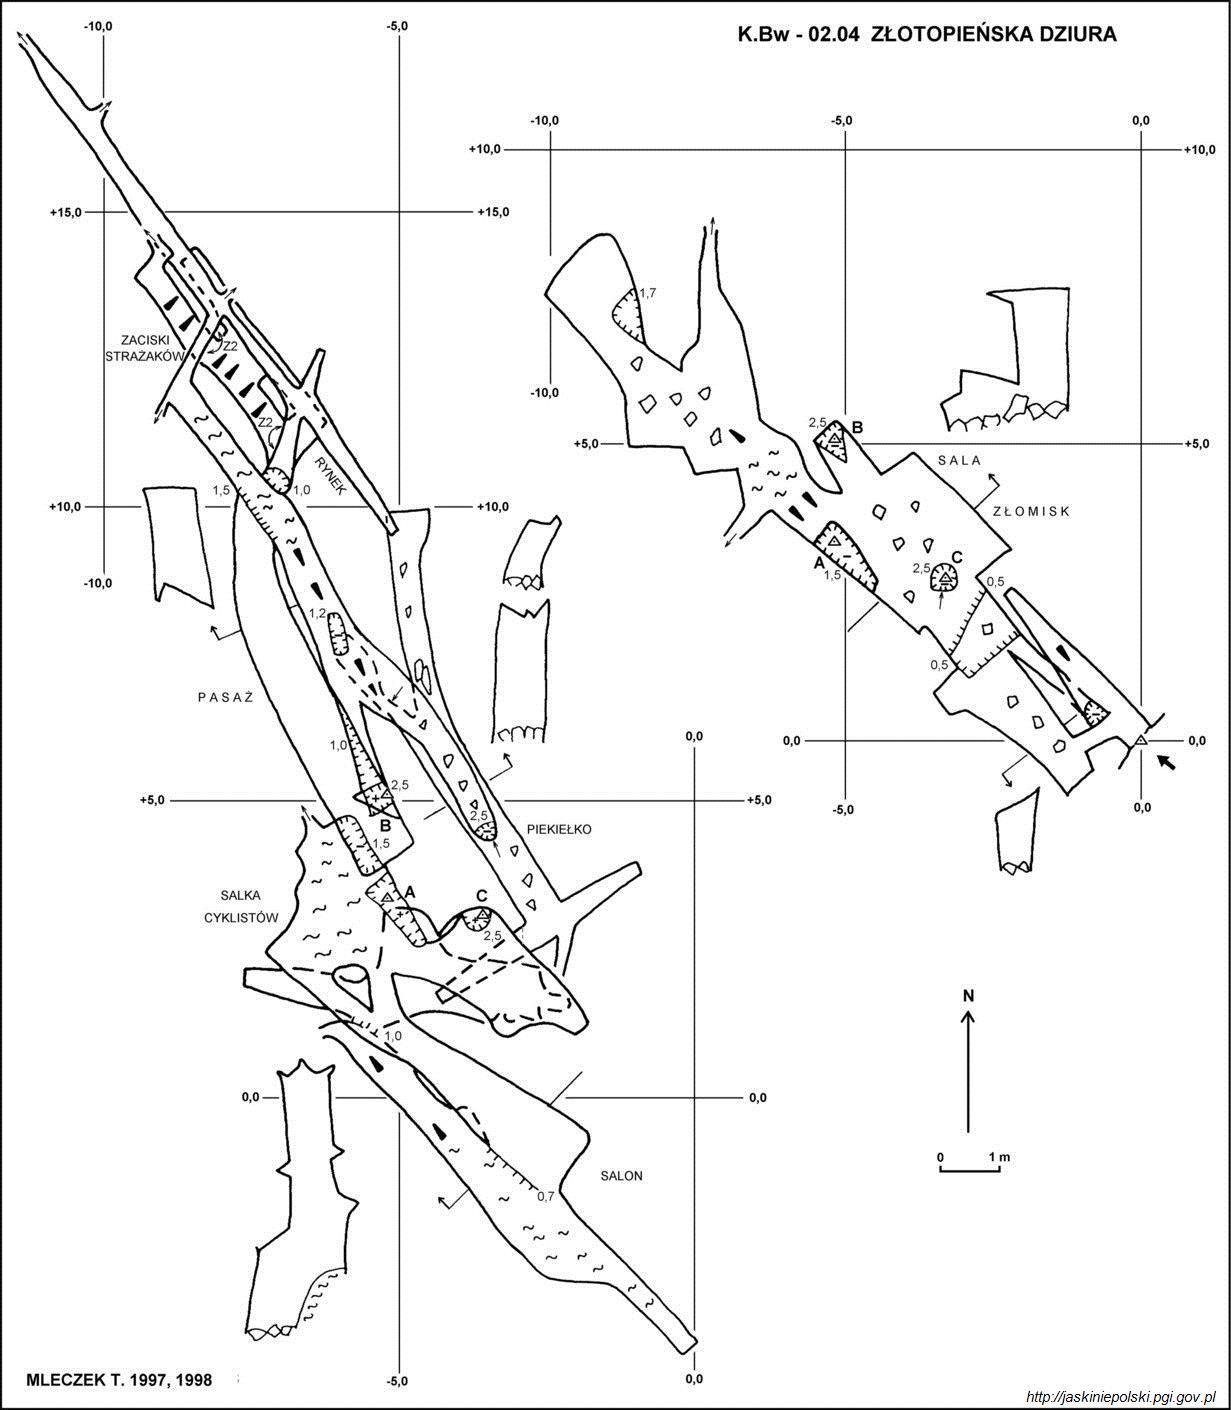 -10,0
-5,0
K.Bw - 02.04 ZŁOTOPIEŃSKA DZIURA
-10,0
-5,0
0,0
+10,0
+10,0
+15,0
+15,0
1,7
ZACISKI
STRAŻAKÓW
Z2
-10,0
Z2
2,5
B
+5,0
+5,0
SALA
ZŁOMISK
RYNEK
1,5
1,0
+10,0
+10,0
A
1,5
2,5
C
0,5
-10,0
1,2
0,5
PASAŻ
1,0
0,0
0,0
0,0
2,5
+5,0
+5,0
-5,0
0,0
B
2,5
PIEKIEŁKO
1,5
SALKA
CYKLISTÓW
A
C
2,5
1,0
N
0,0
0,0
0
1 m
SALON
0,7
-5,0
0,0
MLECZEK T. 1997, 1998
http://jaskiniepolski.pgi.gov.pl